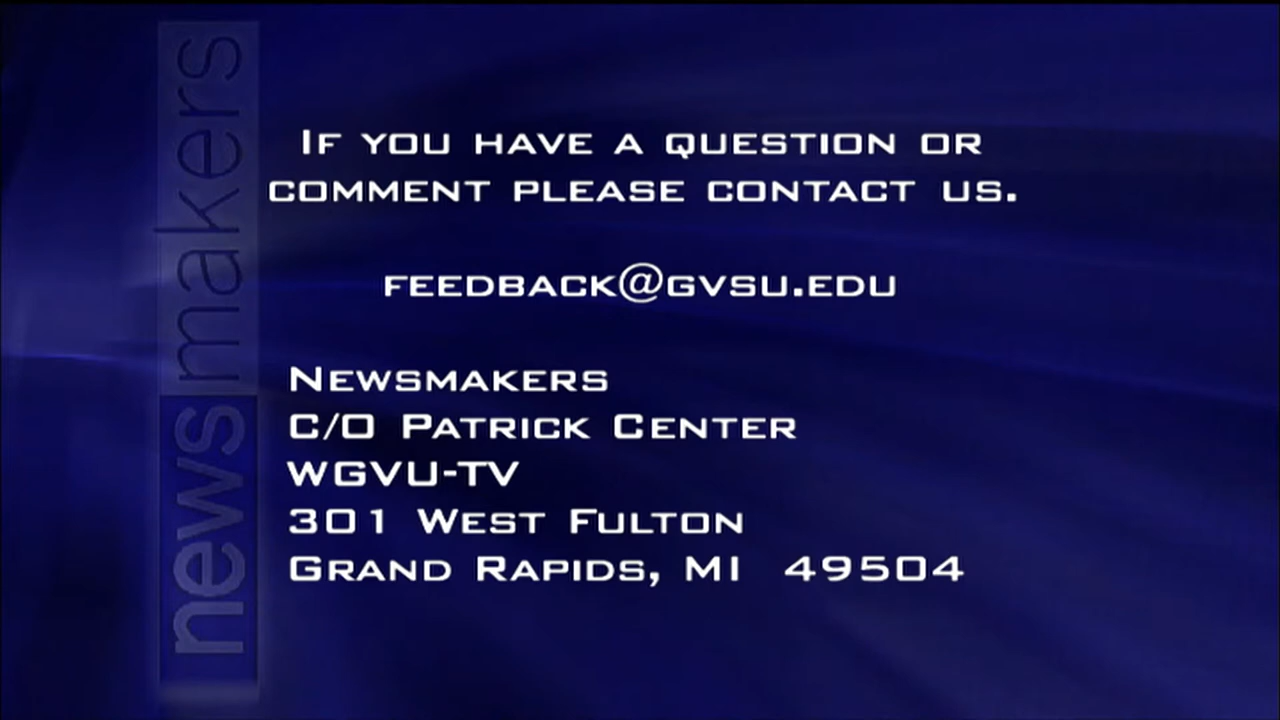 newsmakers
If you have a question or
comment please contact us.
feedback@gvsu.edu
Newsmakers
C/O Patrick Center
WGVU-TV
301 West Fulton
Grand Rapids, MI 49504